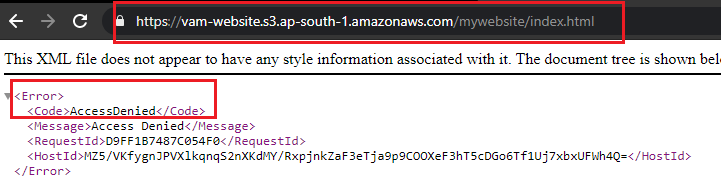 https://vam-website.s3.ap-south-1.amazonaws.com/mywebsite/index.html
This XML file does not appear to have any style information associated with it. The document tree is shown
<Error>
<Code>AccessDenied</Code>
<Message>Access Denied</Message>
<RequestId>D9FF1B7487C054F0</RequestId>
<HostId>MZ5/VKfygnJPVXlkqnqS2nXKdMY/RxpjnkZaF3eTja9p9COOXeF3hT5cDGo6Tf1Uj7xbxUFWh4Q=</HostId>
</Error>